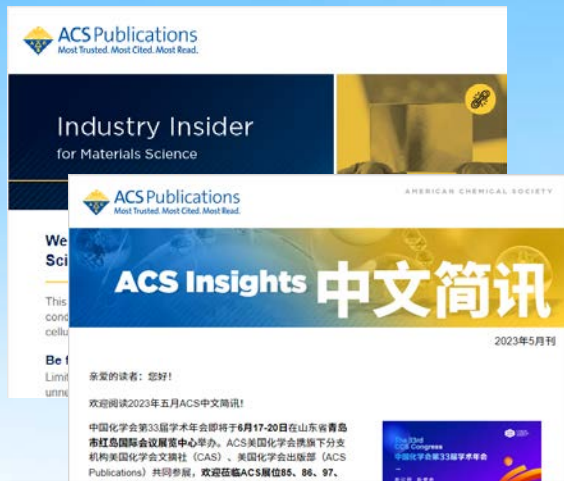 ACS Publications
Most Trusted. Most Cited. Most Read.
Industry Insider
for Materials Science
ACS Publications
Most Trusted. Most Cited. Most Read.
AMERICAN CHEMICAL SOCIETY
We
Sci
ACS Insights 中文简讯
This
cond
cellu
2023年5月刊
Be f
Limit
unne
亲爱的读者：您好！
欢迎阅读2023年五月ACS中文简讯！
中国化学会第33届学术年会即将于6月17-20日在山东省青岛
市红岛国际会议展览中心举办。ACS美国化学会携旗下分支
机构美国化学文摘社（CAS）、美国化学会出版部（ACS
Publications）共同参展，欢迎莅临ACS展位85、86、97、
The 33rd
CCS Congress
中国化学会第33届学术年会